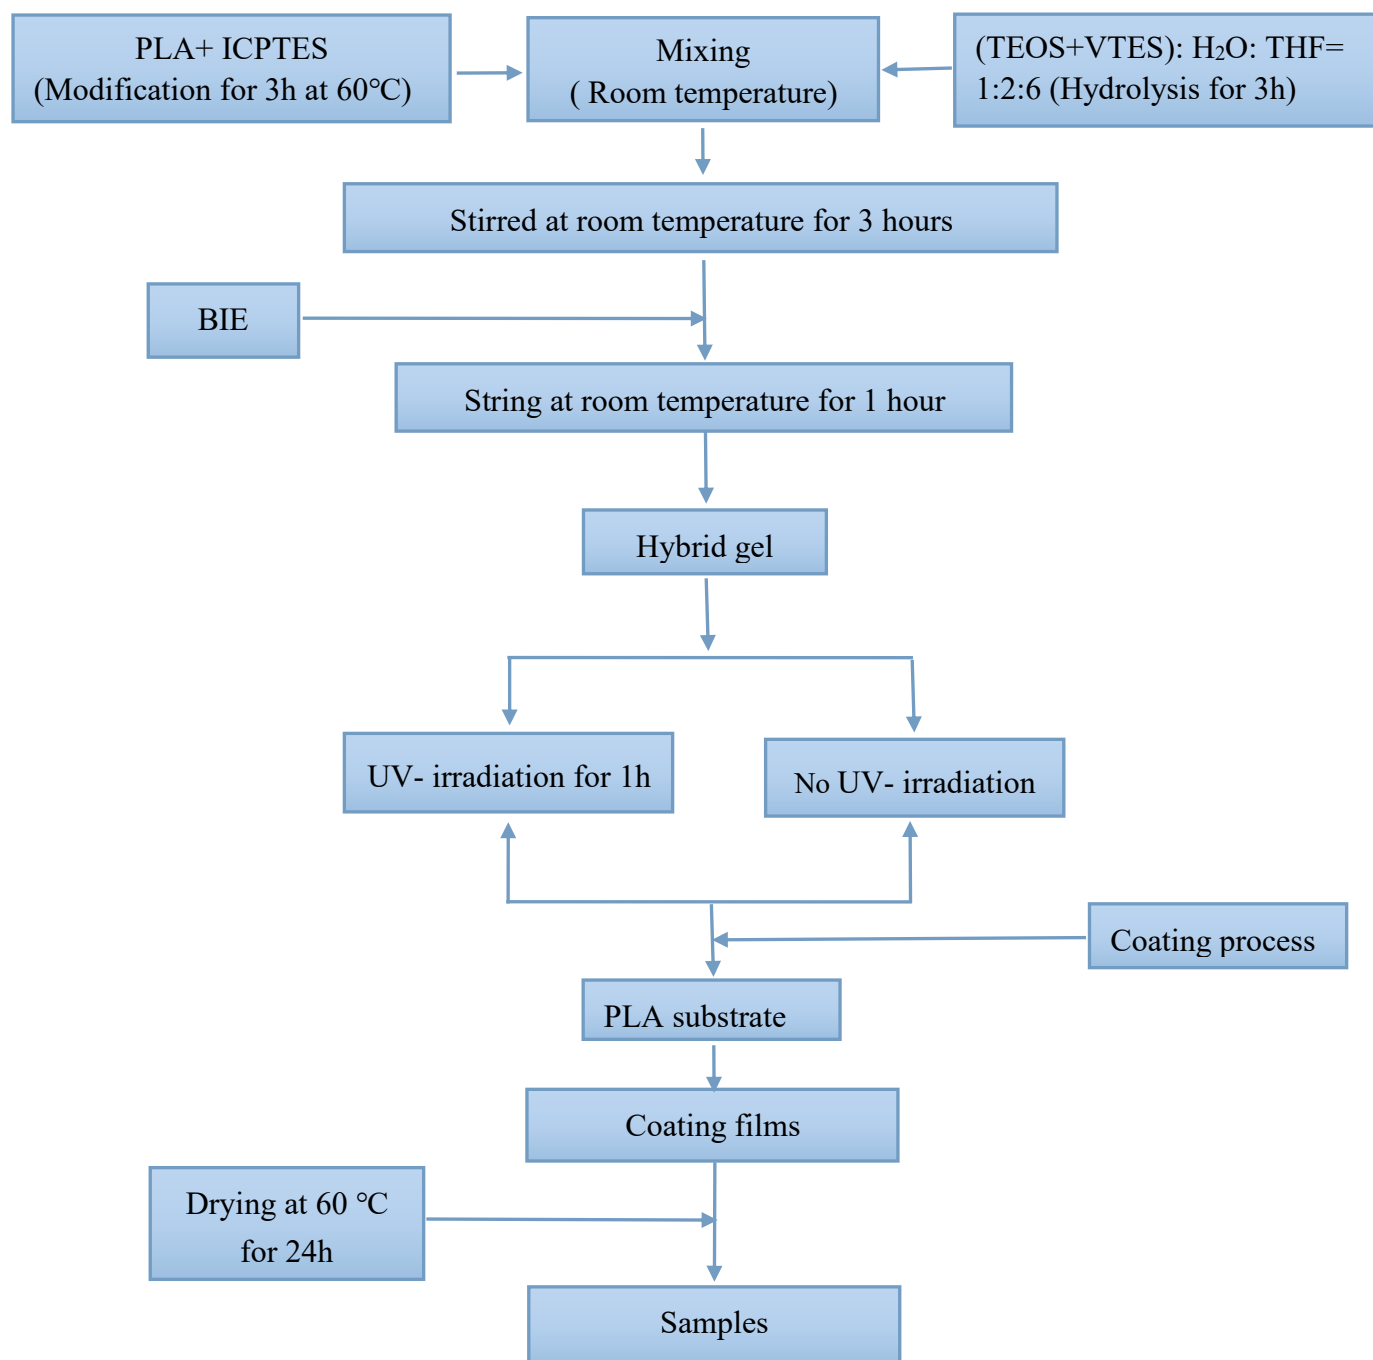 PLA+ ICPTES
(Modification for 3h at 60℃)
Mixing
( Room temperature)
(TEOS+VTES): H₂O: THF=
1:2:6 (Hydrolysis for 3h)
Stirred at room temperature for 3 hours
BIE
String at room temperature for 1 hour
Hybrid gel
UV- irradiation for 1h
No UV- irradiation
Coating process
PLA substrate
Coating films
Drying at 60 ℃
for 24h
Samples